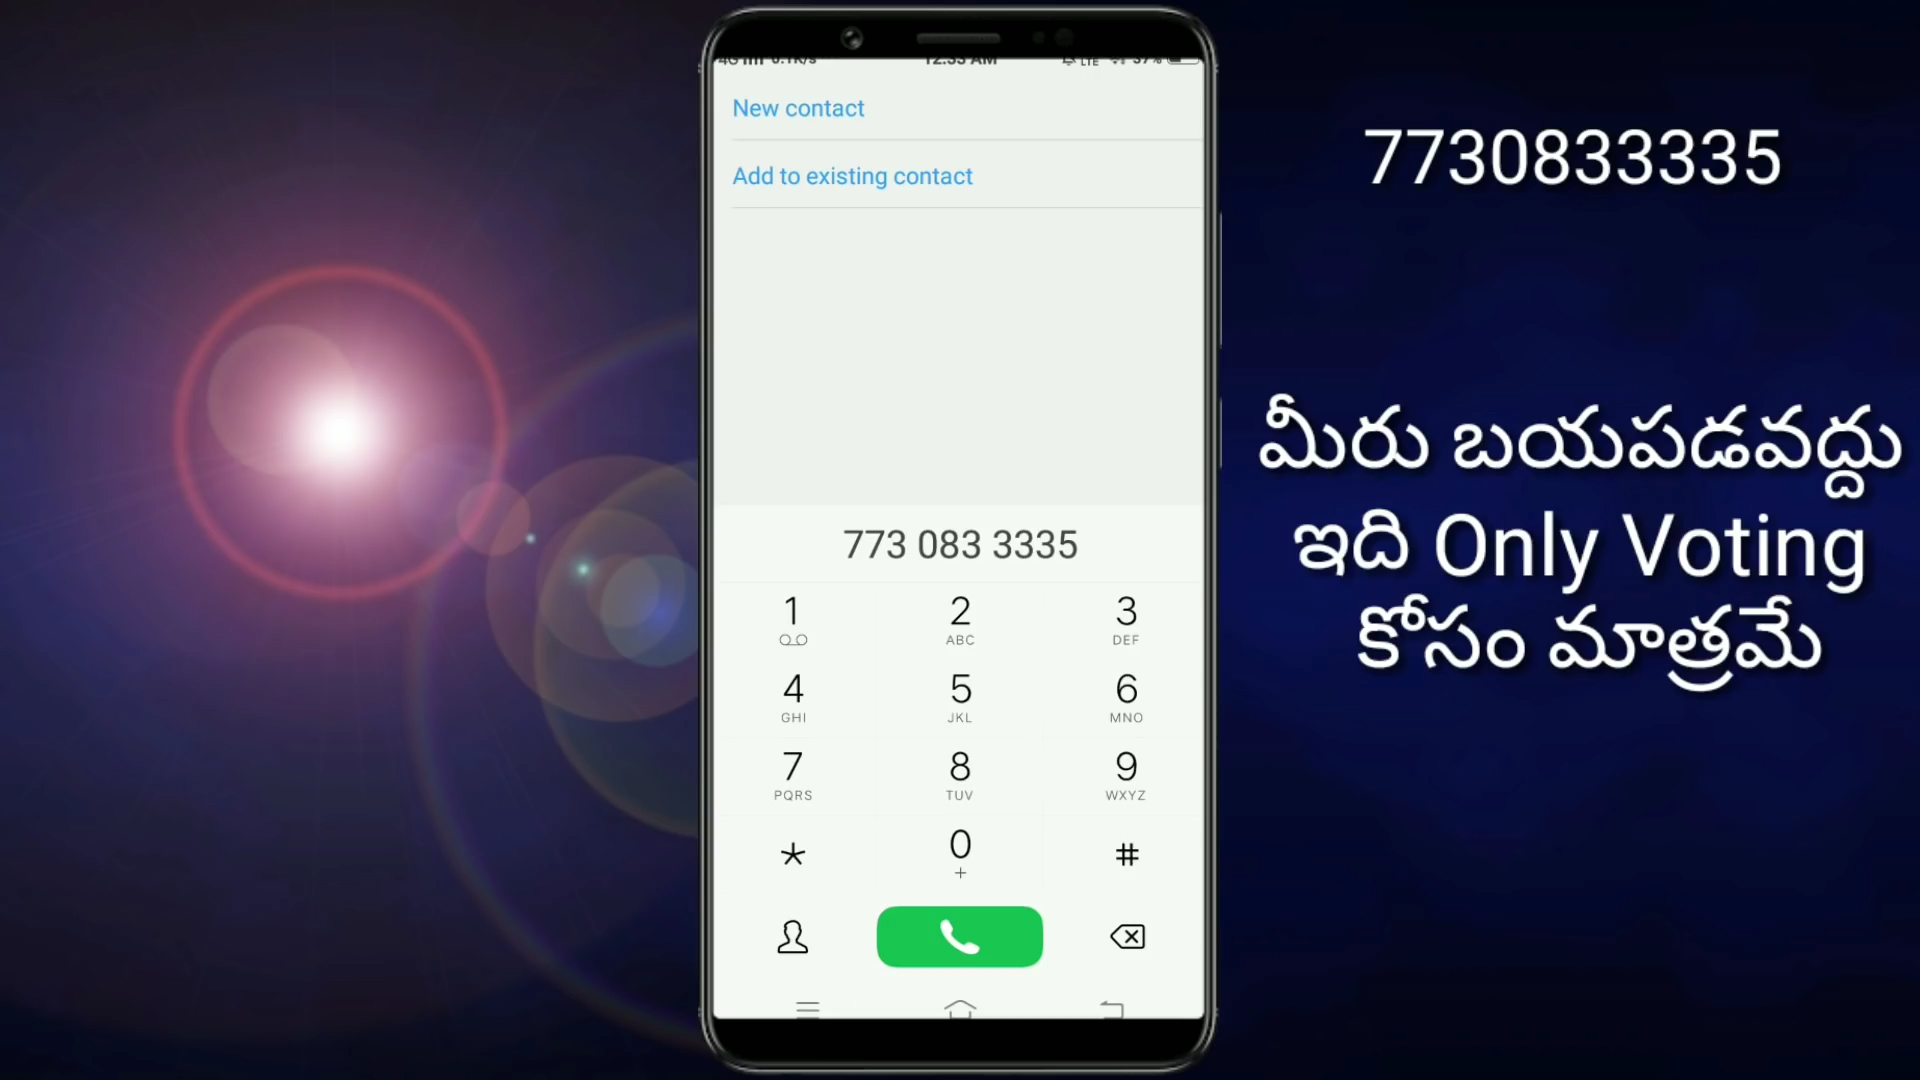 New contact
Add to existing contact
773 083 3335
1 2 3
ABC DEF
4 5 6
GHI JKL MNO
7 8 9
PQRS TUV WXYZ
* 0 #
+
7730833335
మీరు బయపడవద్దు
ఇది Only Voting
కోసం మాత్రమే